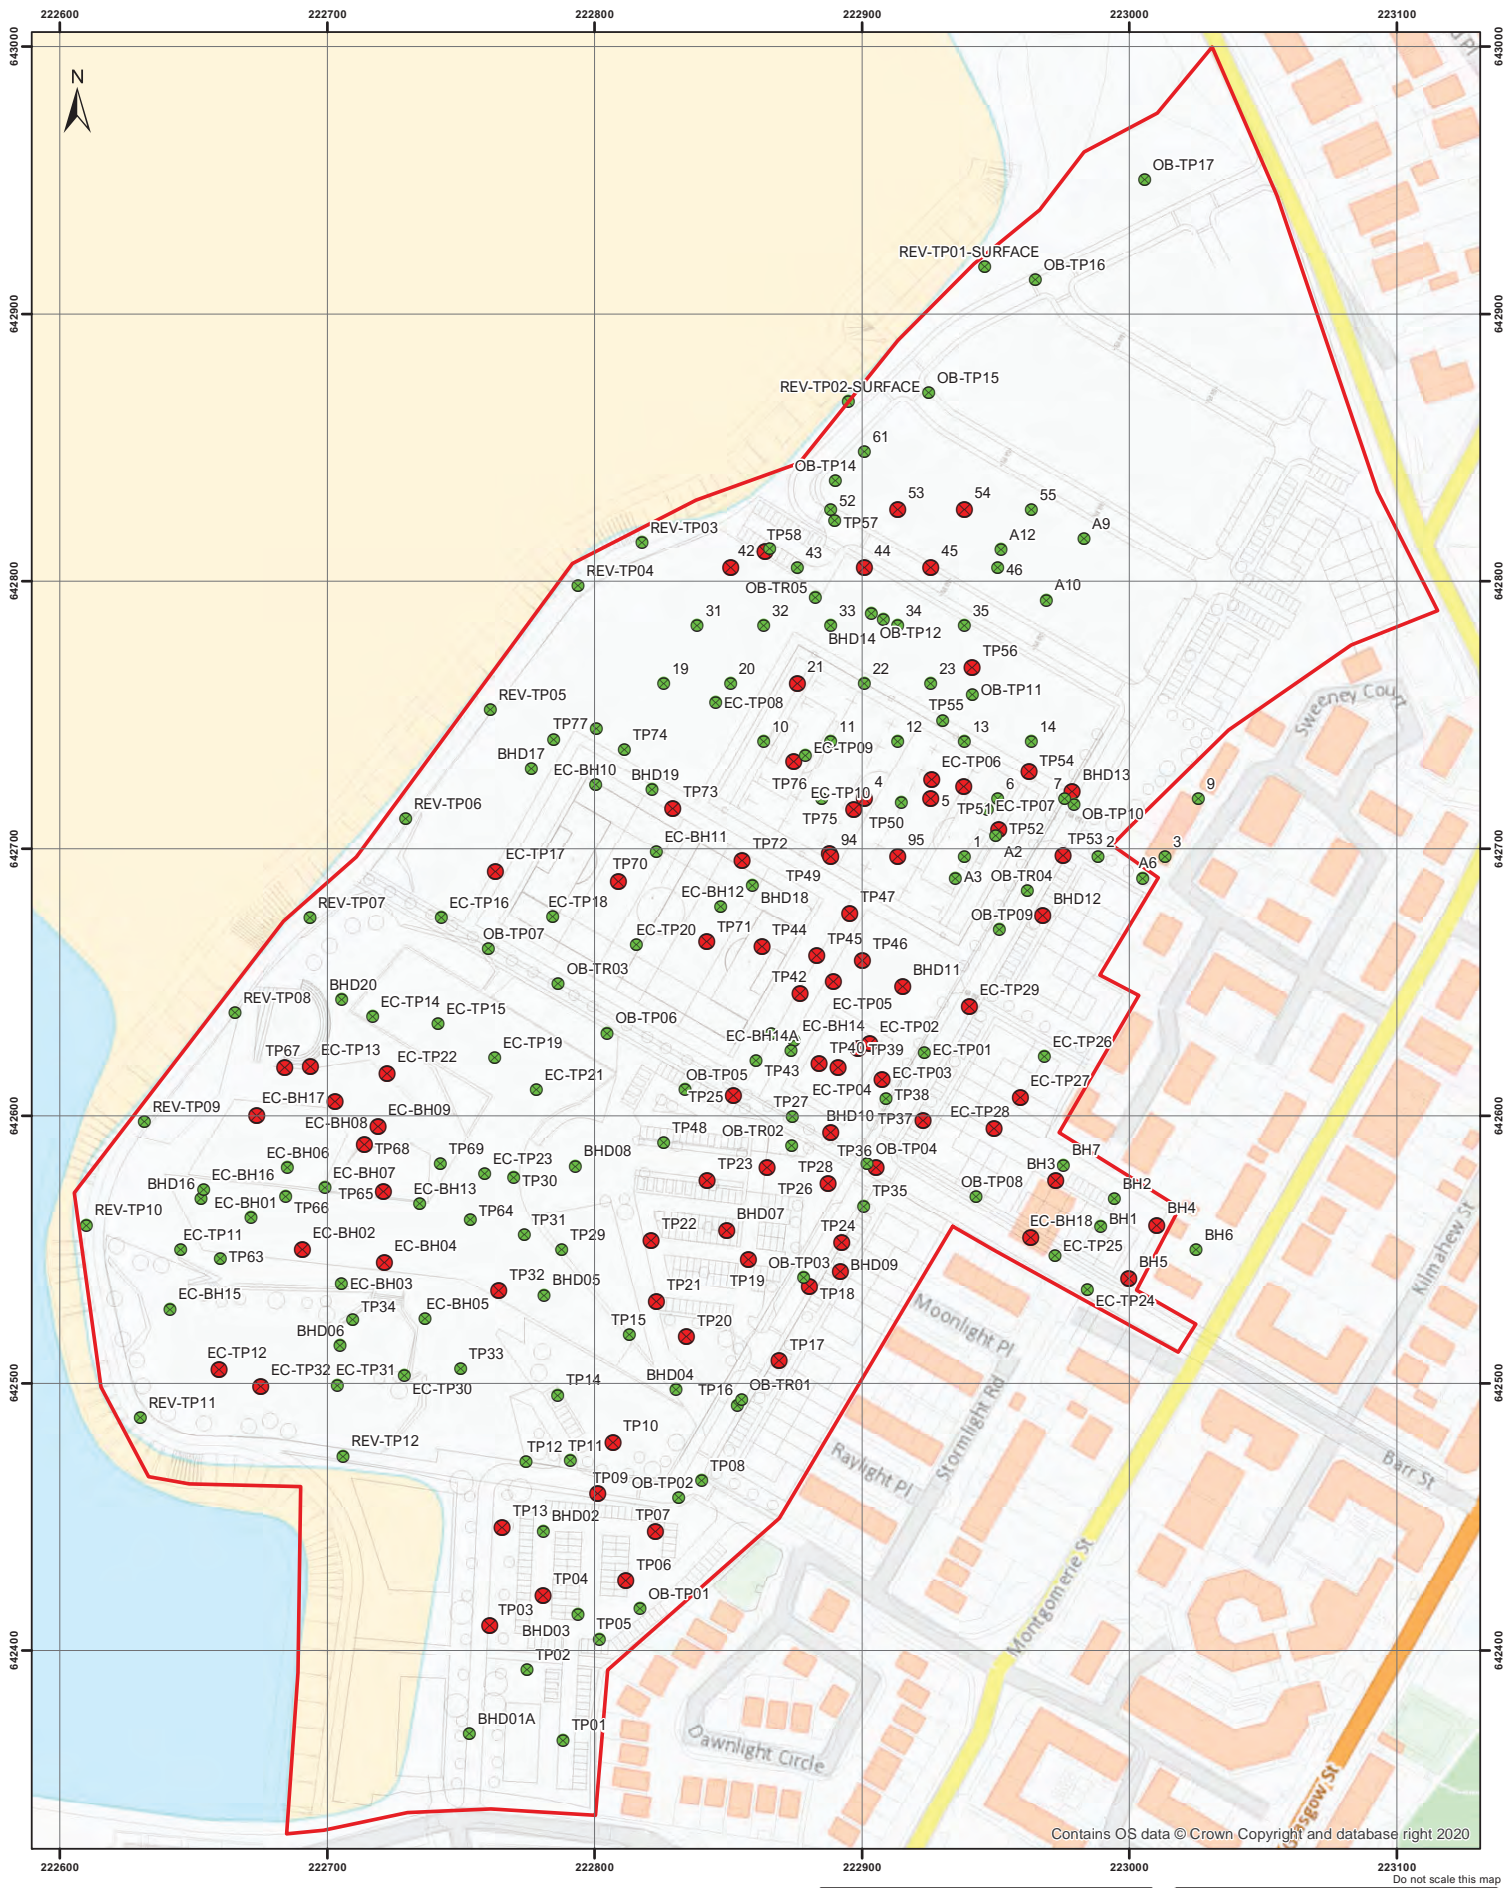 222600 222700 222800 222900 223000 223100
643000 643000
N
OB-TP17
REV-TP01-SURFACE
OB-TP16
642900 642900
REV-TP02-SURFACE
OB-TP15
61
OB-TP14
52 53 54 55
TP57
REV-TP03
A9
A12
42 TP58 43 44 45 46
642800 642800
REV-TP04
OB-TR05
A10
31 32 33 34 35
BHD14 OB-TP12
TP56
19 20 21 22 23
OB-TP11
EC-TP08
REV-TP05
TP55
TP77
TP74
10 11 12 13 14
EC-TP09
BHD17
EC-BH10
BHD19
TP76
EC-TP06
TP54
BHD13
Sweeney Court
REV-TP06
TP73
EC-TP10
4 5 6 7 9
TP75
TP50
TP51
EC-TP07
OB-TP10
TP52
TP53
642700 642700
EC-BH11
TP72
94 95 1 2 3
TP49
A2
A3
A6
EC-TP17
TP70
EC-BH12
BHD18
OB-TR04
BHD12
REV-TP07
EC-TP16
EC-TP18
TP47
OB-TP09
OB-TP07
EC-TP20
TP71
TP44
TP45
TP46
OB-TR03
TP42
BHD11
EC-TP05
EC-TP29
REV-TP08
BHD20
EC-TP14
EC-TP15
OB-TP06
EC-BH14A
EC-BH14
EC-TP02
TP67
EC-TP13
EC-TP22
EC-TP19
TP43
TP40
TP39
EC-TP01
EC-TP26
EC-TP21
OB-TP05
EC-TP04
EC-TP03
EC-TP27
642600 642600
REV-TP09
EC-BH17
EC-BH08
EC-BH09
TP25
TP27
TP38
TP37
EC-TP28
BHD10
TP48
OB-TR02
TP68
EC-BH06
TP69
EC-TP23
BHD08
TP36
OB-TP04
BH7
EC-BH16
BHD16
EC-BH07
TP30
TP23
TP28
BH3
TP65
EC-BH13
TP26
OB-TP08
BH2
EC-BH01
TP66
TP35
REV-TP10
BH1
BH4
EC-TP11
EC-BH02
TP31
TP29
TP22
BHD07
TP24
EC-BH18
BH6
TP63
EC-BH04
EC-TP25
TP19
OB-TP03
BHD09
BH5
EC-BH03
TP32
BHD05
TP18
EC-TP24
EC-BH15
TP34
EC-BH05
TP21
BHD06
TP15
TP20
Moonlight Pl
Kilmahew St
EC-TP12
TP33
TP17
EC-TP32
EC-TP31
EC-TP30
BHD04
642500 642500
TP14
TP16
OB-TR01
Stormlight Rd
REV-TP11
TP10
REV-TP12
TP12
TP11
TP08
Raylight Pl
Barr St
TP09
OB-TP02
TP13
BHD02
TP07
Montgomerie St
TP04
TP06
OB-TP01
TP03
BHD03
TP05
642400 642400
TP02
BHD01A
TP01
Dawnlight Circle
Glasgow St
Contains OS data © Crown Copyright and database right 2020
222600 222700 222800 222900 223000 223100
Do not scale this map